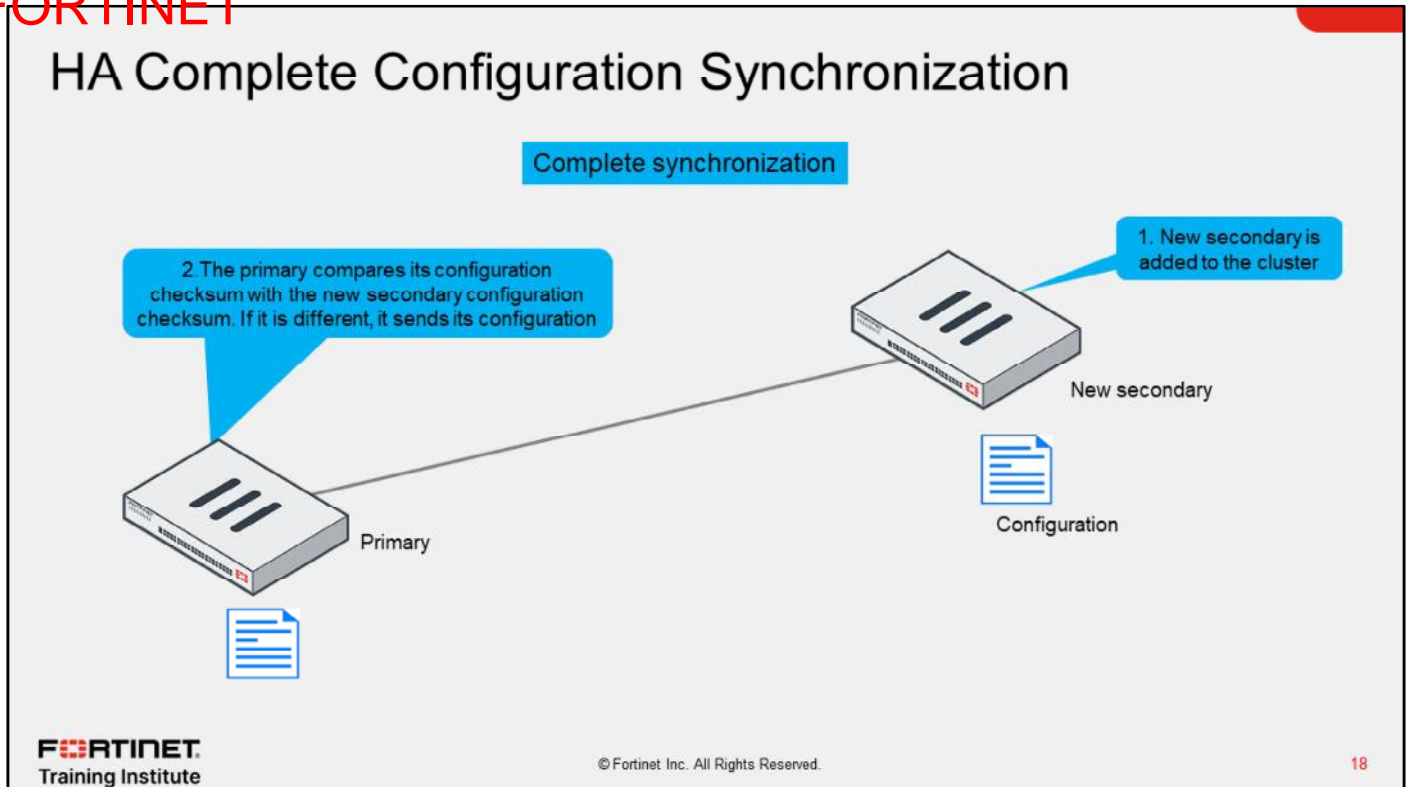 FORTINET
HA Complete Configuration Synchronization
Complete synchronization
1. New secondary is
added to the cluster
2.The primary compares its configuration
checksum with the new secondary configuration
checksum. If it is different, it sends its configuration
New secondary
Configuration
Primary
FORTINET
Training Institute
© Fortinet Inc. All Rights Reserved.
18